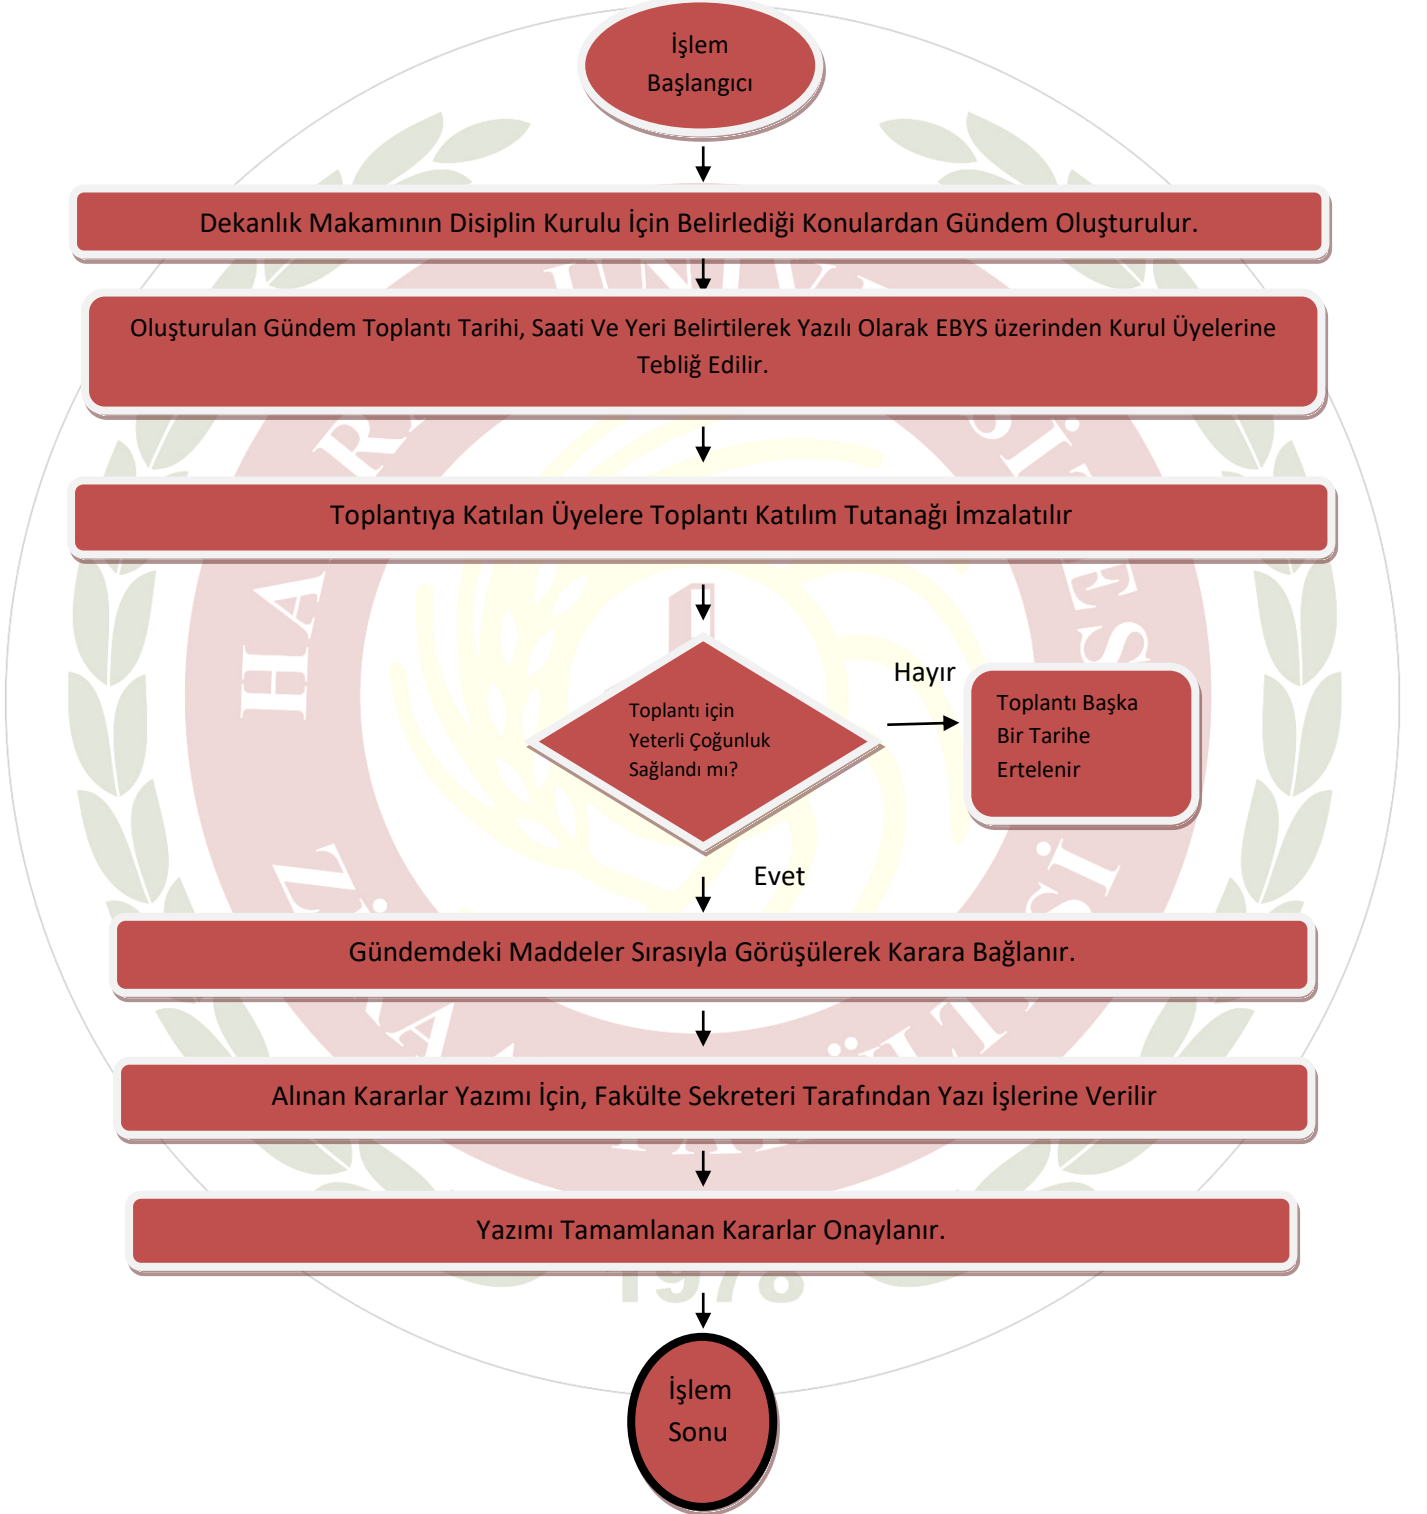 İşlem
Başlangıcı
Dekanlık Makamının Disiplin Kurulu İçin Belirlediği Konulardan Gündem Oluşturulur.
Oluşturulan Gündem Toplantı Tarihi, Saati Ve Yeri Belirtilerek Yazılı Olarak EBYS üzerinden Kurul Üyelerine
Tebliğ Edilir.
Toplantıya Katılan Üyelere Toplantı Katılım Tutanağı İmzalatılır
Toplantı için
Yeterli Çoğunluk
Sağlandı mı?
Hayır
Toplantı Başka
Bir Tarihe
Ertelenir
Evet
Gündemdeki Maddeler Sırasıyla Görüşülerek Karara Bağlanır.
Alınan Kararlar Yazımı İçin, Fakülte Sekreteri Tarafından Yazı İşlerine Verilir
Yazımı Tamamlanan Kararlar Onaylanır.
1978
İşlem
Sonu